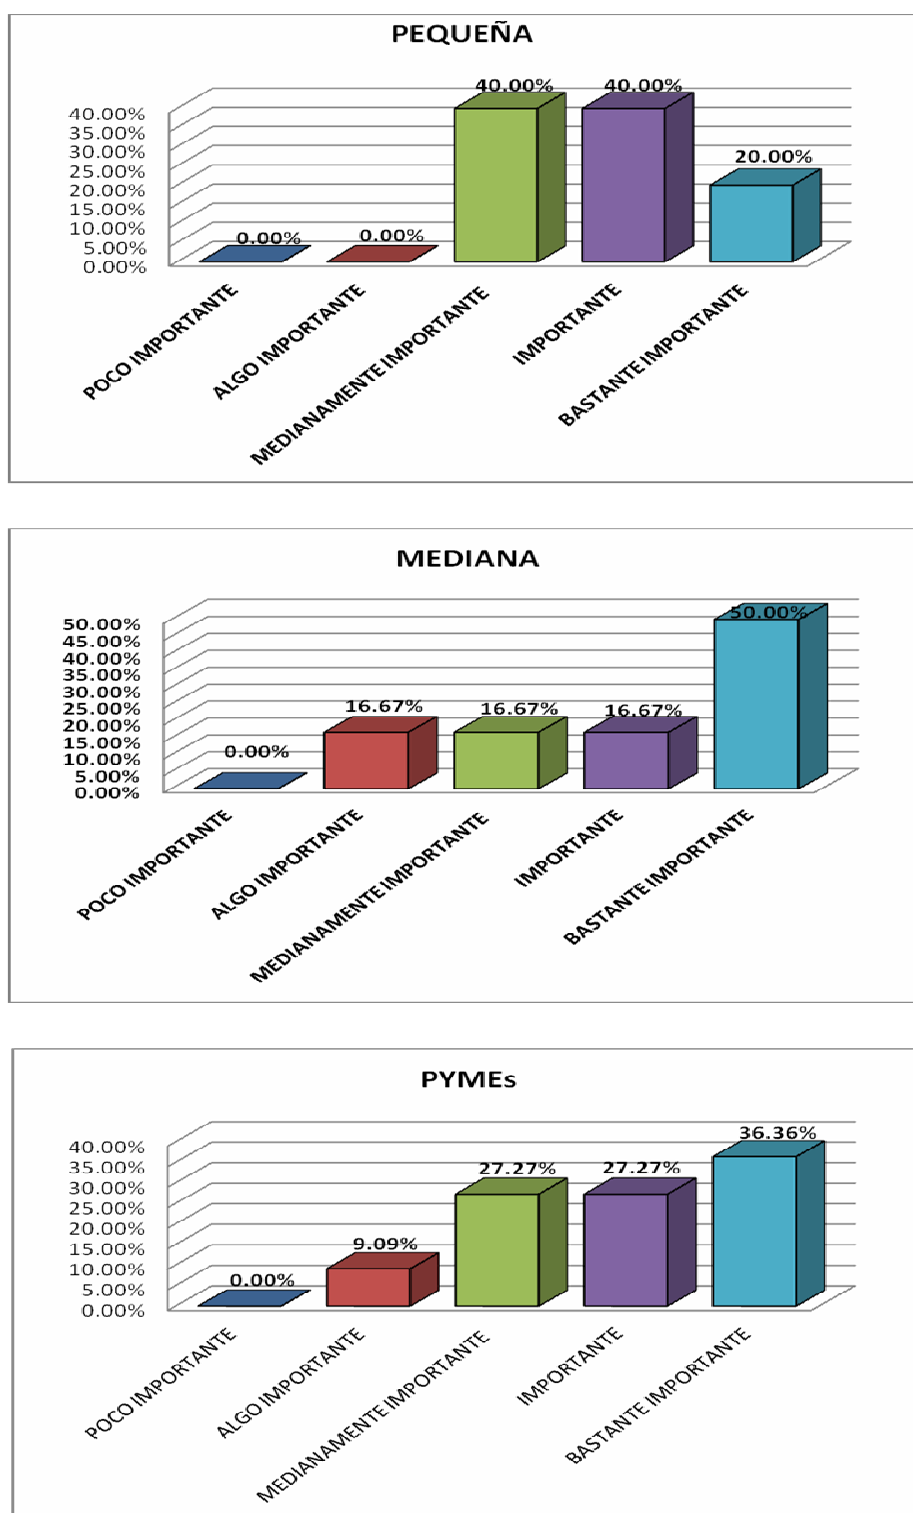 PEQUEÑA
40.00% 40.00%
40.00%
35.00%
30.00%
25.00%
20.00%
20.00%
15.00%
10.00%
0.00% 0.00%
5.00%
0.00%
POCO IMPORTANTE
ALGO IMPORTANTE
MEDIANAMENTE IMPORTANTE
IMPORTANTE
BASTANTE IMPORTANTE
MEDIANA
50.00%
50.00%
45.00%
40.00%
35.00%
30.00%
25.00%
20.00%
16.67% 16.67% 16.67%
15.00%
10.00%
0.00%
5.00%
0.00%
POCO IMPORTANTE
ALGO IMPORTANTE
MEDIANAMENTE IMPORTANTE
IMPORTANTE
BASTANTE IMPORTANTE
PYMEs
36.36%
40.00%
35.00%
27.27% 27.27%
30.00%
25.00%
20.00%
15.00%
9.09%
10.00%
0.00%
5.00%
0.00%
POCO IMPORTANTE
ALGO IMPORTANTE
MEDIANAMENTE IMPORTANTE
IMPORTANTE
BASTANTE IMPORTANTE